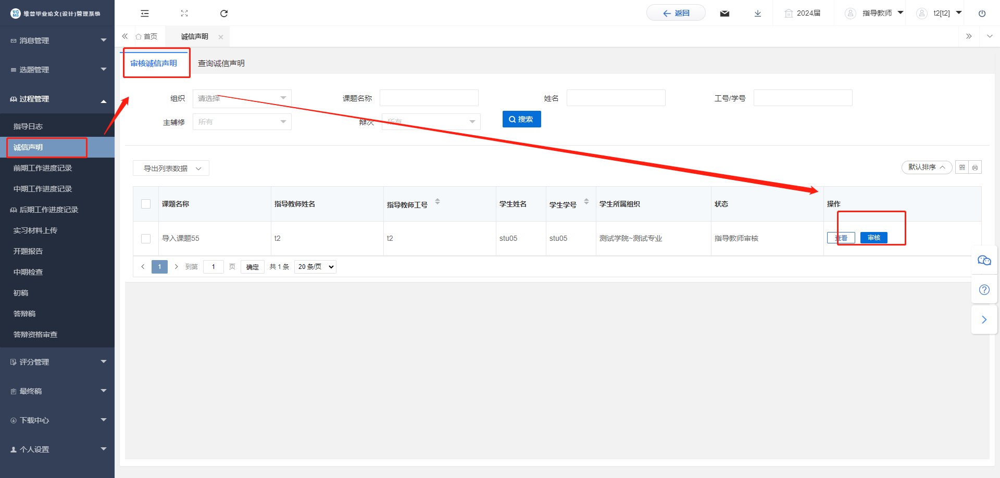 VG
MS
维普毕业论文(设计)管理系统
返回
2024届
指导教师
t2[t2]
首页
诚信声明
消息管理
选题管理
过程管理
指导日志
诚信声明
前期工作进度记录
中期工作进度记录
后期工作进度记录
实习材料上传
开题报告
中期检查
初稿
答辩稿
答辩资格审查
评分管理
最终稿
下载中心
个人设置
审核诚信声明
查询诚信声明
组织
请选择
课题名称
姓名
工号/学号
主辅修
所有
辩次
所有
搜索
导出列表数据
默认排序
课题名称
指导教师姓名
指导教师工号
学生姓名
学生学号
学生所属组织
状态
操作
导入课题55
t2
t2
stu05
stu05
测试学院~测试专业
指导教师审核
查看
审核
1
到第
1
页
确定
共 1 条
20 条/页